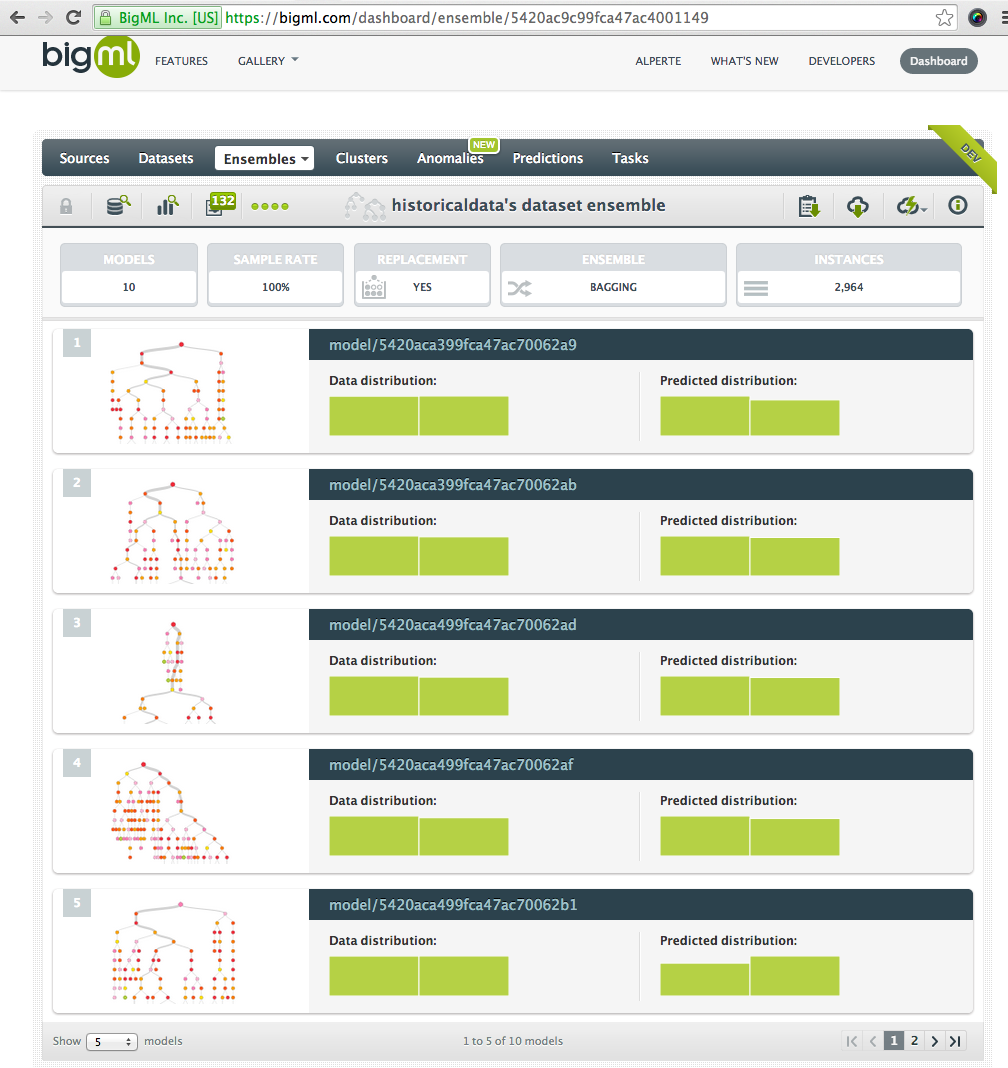 BigML Inc. [US] https://bigml.com/dashboard/ensemble/5420ac9c99fca47ac4001149
bigml FEATURES GALLERY ALPERTE WHAT'S NEW DEVELOPERS Dashboard
NEW
DEV
Sources Datasets Ensembles Clusters Anomalies Predictions Tasks
132 historicaldata's dataset ensemble
MODELS SAMPLE RATE REPLACEMENT ENSEMBLE INSTANCES
10 100% YES BAGGING 2,964
1 model/5420aca399fca47ac70062a9
Data distribution: Predicted distribution:
2 model/5420aca399fca47ac70062ab
Data distribution: Predicted distribution:
3 model/5420aca499fca47ac70062ad
Data distribution: Predicted distribution:
4 model/5420aca499fca47ac70062af
Data distribution: Predicted distribution:
5 model/5420aca499fca47ac70062b1
Data distribution: Predicted distribution:
Show 5 models 1 to 5 of 10 models 1 2